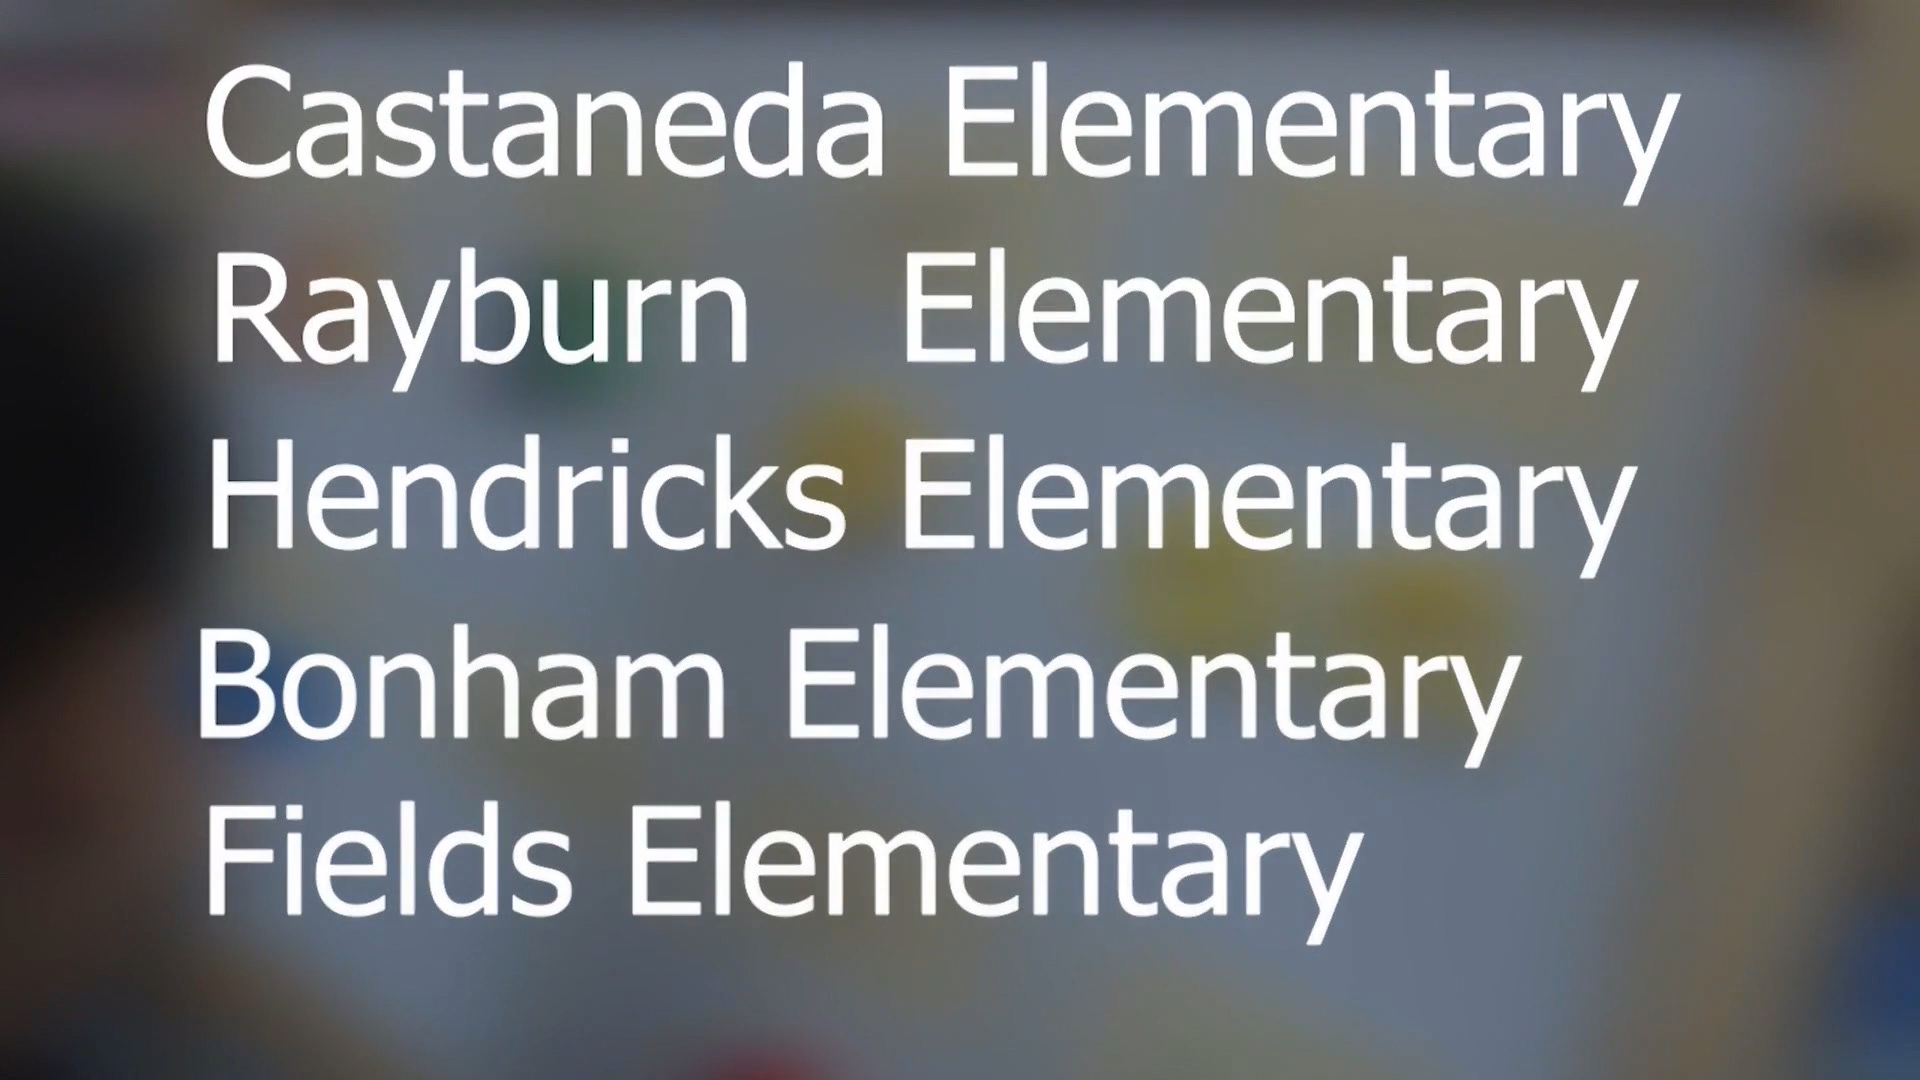 Castaneda Elementary
Rayburn Elementary
Hendricks Elementary
Bonham Elementary
Fields Elementary